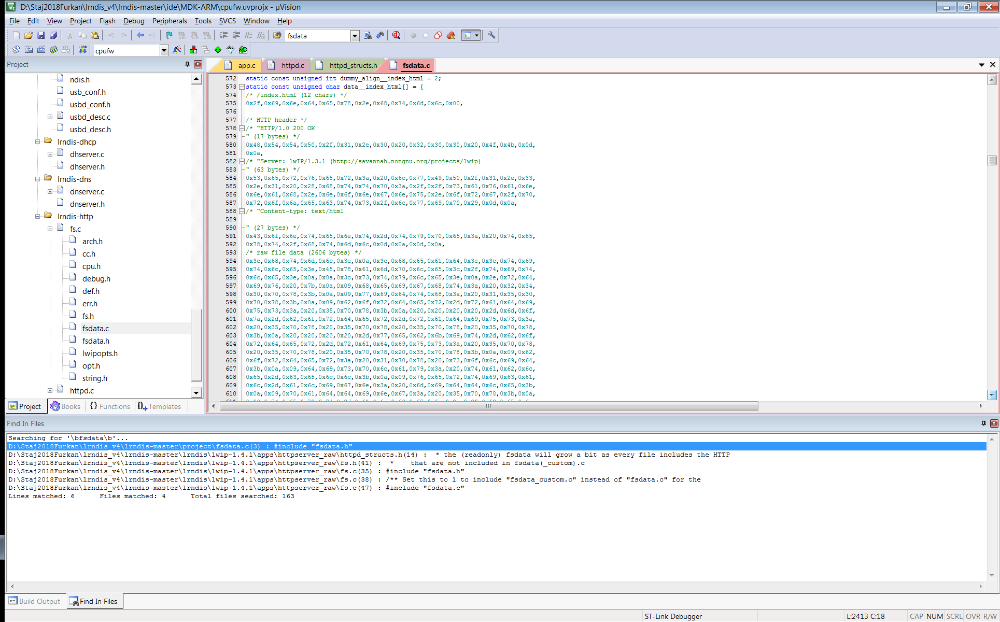 D:\Staj2018Furkan\lrndis_v4\lrndis-master\ide\MDK-ARM\cpufw.uvprojx - µVision
File Edit View Project Flash Debug Peripherals Tools SVCS Window Help
fsdata
LOAD
cpufw
Project
ndis.h
usb_conf.h
usbd_conf.h
usbd_desc.c
usbd_desc.h
lrndis-dhcp
dhserver.c
dhserver.h
lrndis-dns
dnserver.c
dnserver.h
lrndis-http
fs.c
arch.h
cc.h
cpu.h
debug.h
def.h
err.h
fs.h
fsdata.c
fsdata.h
lwipopts.h
opt.h
string.h
httpd.c
Project Books {} Functions Templates
app.c httpd.c httpd_structs.h fsdata.c
572 static const unsigned int dummy_align__index_html = 2;
573 static const unsigned char data__index_html[] = {
574 /* /index.html (12 chars) */
575 0x2f,0x69,0x6e,0x64,0x65,0x78,0x2e,0x68,0x74,0x6d,0x6c,0x00,
576
577 /* HTTP header */
578 /* "HTTP/1.0 200 OK
579 " (17 bytes) */
580 0x48,0x54,0x54,0x50,0x2f,0x31,0x2e,0x30,0x20,0x32,0x30,0x30,0x20,0x4f,0x4b,0x0d,
581 0x0a,
582 /* "Server: lwIP/1.3.1 (http://savannah.nongnu.org/projects/lwip)
583 " (63 bytes) */
584 0x53,0x65,0x72,0x76,0x65,0x72,0x3a,0x20,0x6c,0x77,0x49,0x50,0x2f,0x31,0x2e,0x33,
585 0x2e,0x31,0x20,0x28,0x68,0x74,0x74,0x70,0x3a,0x2f,0x2f,0x73,0x61,0x76,0x61,0x6e,
586 0x6e,0x61,0x68,0x2e,0x6e,0x6f,0x6e,0x67,0x6e,0x75,0x2e,0x6f,0x72,0x67,0x2f,0x70,
587 0x72,0x6f,0x6a,0x65,0x63,0x74,0x73,0x2f,0x6c,0x77,0x69,0x70,0x29,0x0d,0x0a,
588 /* "Content-type: text/html
589
590 " (27 bytes) */
591 0x43,0x6f,0x6e,0x74,0x65,0x6e,0x74,0x2d,0x74,0x79,0x70,0x65,0x3a,0x20,0x74,0x65,
592 0x78,0x74,0x2f,0x68,0x74,0x6d,0x6c,0x0d,0x0a,0x0d,0x0a,
593 /* raw file data (2606 bytes) */
594 0x3c,0x68,0x74,0x6d,0x6c,0x3e,0x0a,0x3c,0x68,0x65,0x61,0x64,0x3e,0x3c,0x74,0x69,
595 0x74,0x6c,0x65,0x3e,0x45,0x78,0x61,0x6d,0x70,0x6c,0x65,0x3c,0x2f,0x74,0x69,0x74,
596 0x6c,0x65,0x3e,0x0a,0x0a,0x3c,0x73,0x74,0x79,0x6c,0x65,0x3e,0x0a,0x2e,0x72,0x64,
597 0x69,0x76,0x20,0x7b,0x0a,0x09,0x68,0x65,0x69,0x67,0x68,0x74,0x3a,0x20,0x32,0x34,
598 0x30,0x70,0x78,0x3b,0x0a,0x09,0x77,0x69,0x64,0x74,0x68,0x3a,0x20,0x31,0x35,0x30,
599 0x70,0x78,0x3b,0x0a,0x09,0x62,0x6f,0x72,0x64,0x65,0x72,0x2d,0x72,0x61,0x64,0x69,
600 0x75,0x73,0x3a,0x20,0x35,0x70,0x78,0x3b,0x0a,0x20,0x20,0x20,0x20,0x2d,0x6d,0x6f,
601 0x7a,0x2d,0x62,0x6f,0x72,0x64,0x65,0x72,0x2d,0x72,0x61,0x64,0x69,0x75,0x73,0x3a,
602 0x20,0x35,0x70,0x78,0x20,0x35,0x70,0x78,0x20,0x35,0x70,0x78,0x20,0x35,0x70,0x78,
603 0x3b,0x0a,0x20,0x20,0x20,0x20,0x2d,0x77,0x65,0x62,0x6b,0x69,0x74,0x2d,0x62,0x6f,
604 0x72,0x64,0x65,0x72,0x2d,0x72,0x61,0x64,0x69,0x75,0x73,0x3a,0x20,0x35,0x70,0x78,
605 0x20,0x35,0x70,0x78,0x20,0x35,0x70,0x78,0x20,0x35,0x70,0x78,0x3b,0x0a,0x09,0x62,
606 0x6f,0x72,0x64,0x65,0x72,0x3a,0x20,0x31,0x70,0x78,0x20,0x73,0x6f,0x6c,0x69,0x64,
607 0x3b,0x0a,0x09,0x64,0x69,0x73,0x70,0x6c,0x61,0x79,0x3a,0x20,0x74,0x61,0x62,0x6c,
608 0x65,0x2d,0x63,0x65,0x6c,0x6c,0x3b,0x0a,0x09,0x76,0x65,0x72,0x74,0x69,0x63,0x61,
609 0x6c,0x2d,0x61,0x6c,0x69,0x67,0x6e,0x3a,0x20,0x6d,0x69,0x64,0x64,0x6c,0x65,0x3b,
610 0x0a,0x09,0x70,0x61,0x64,0x64,0x69,0x6e,0x67,0x3a,0x20,0x35,0x70,0x78,0x3b,0x0a,
Find In Files
Searching for '\bfsdata\b'...
D:\Staj2018Furkan\lrndis_v4\lrndis-master\project\fsdata.c(3) : #include "fsdata.h"
D:\Staj2018Furkan\lrndis_v4\lrndis-master\lrndis\lwip-1.4.1\apps\httpserver_raw\httpd_structs.h(14) :  * the (readonly) fsdata will grow a bit as every file includes the HTTP
D:\Staj2018Furkan\lrndis_v4\lrndis-master\lrndis\lwip-1.4.1\apps\httpserver_raw\fs.h(41) :  *    that are not included in fsdata(_custom).c
D:\Staj2018Furkan\lrndis_v4\lrndis-master\lrndis\lwip-1.4.1\apps\httpserver_raw\fs.c(35) : #include "fsdata.h"
D:\Staj2018Furkan\lrndis_v4\lrndis-master\lrndis\lwip-1.4.1\apps\httpserver_raw\fs.c(38) : /** Set this to 1 to include "fsdata_custom.c" instead of "fsdata.c" for the
D:\Staj2018Furkan\lrndis_v4\lrndis-master\lrndis\lwip-1.4.1\apps\httpserver_raw\fs.c(47) : #include "fsdata.c"
Lines matched: 6      Files matched: 4      Total files searched: 163
Build Output Find In Files
ST-Link Debugger L:2413 C:18 CAP NUM SCRL OVR R/W